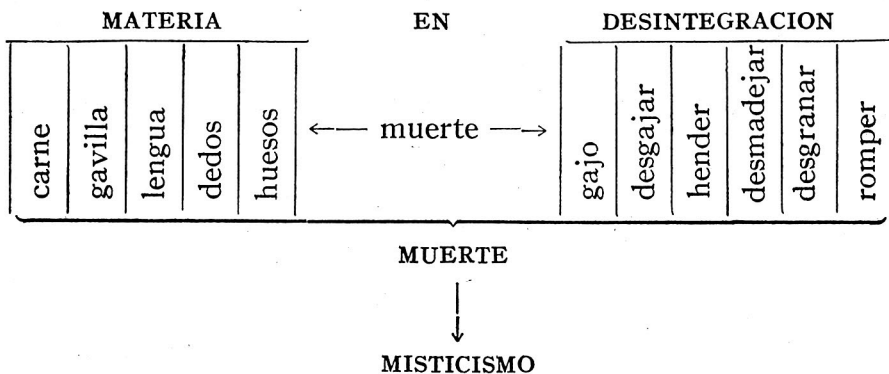 MATERIA EN DESINTEGRACION
carne gavilla lengua dedos huesos ←— muerte —→ gajo desgajar hender desmadejar desgranar romper
MUERTE
MISTICISMO